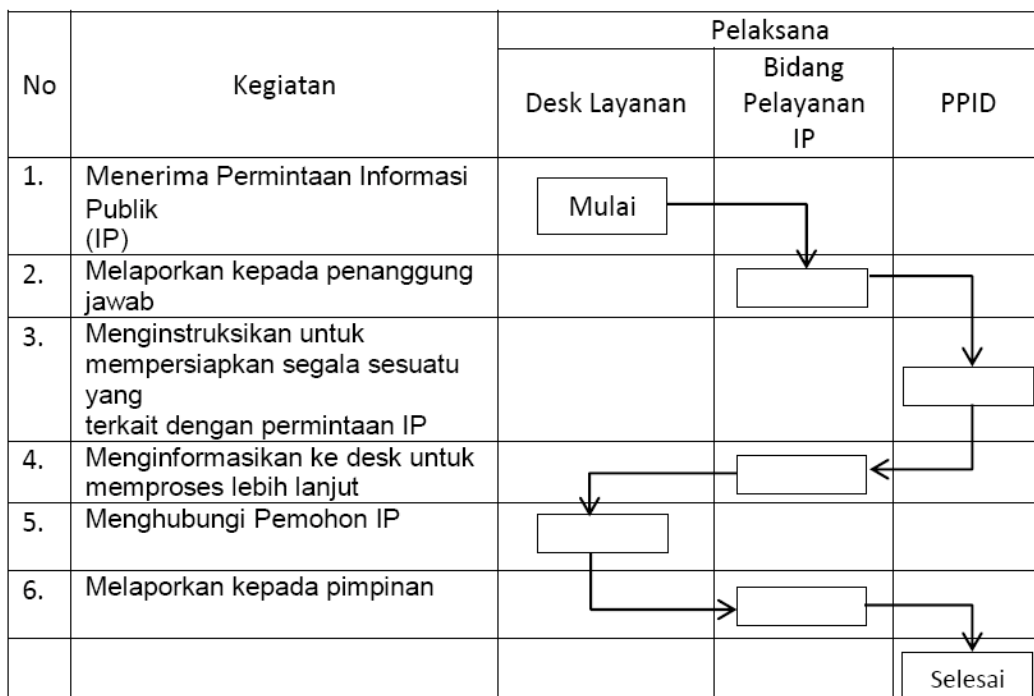 Pelaksana
No
Kegiatan
Desk Layanan
Bidang
Pelayanan
IP
PPID
1.
Menerima Permintaan Informasi
Publik
(IP)
Mulai
2.
Melaporkan kepada penanggung
jawab
3.
Menginstruksikan untuk
mempersiapkan segala sesuatu
yang
terkait dengan permintaan IP
4.
Menginformasikan ke desk untuk
memproses lebih lanjut
5.
Menghubungi Pemohon IP
6.
Melaporkan kepada pimpinan
Selesai